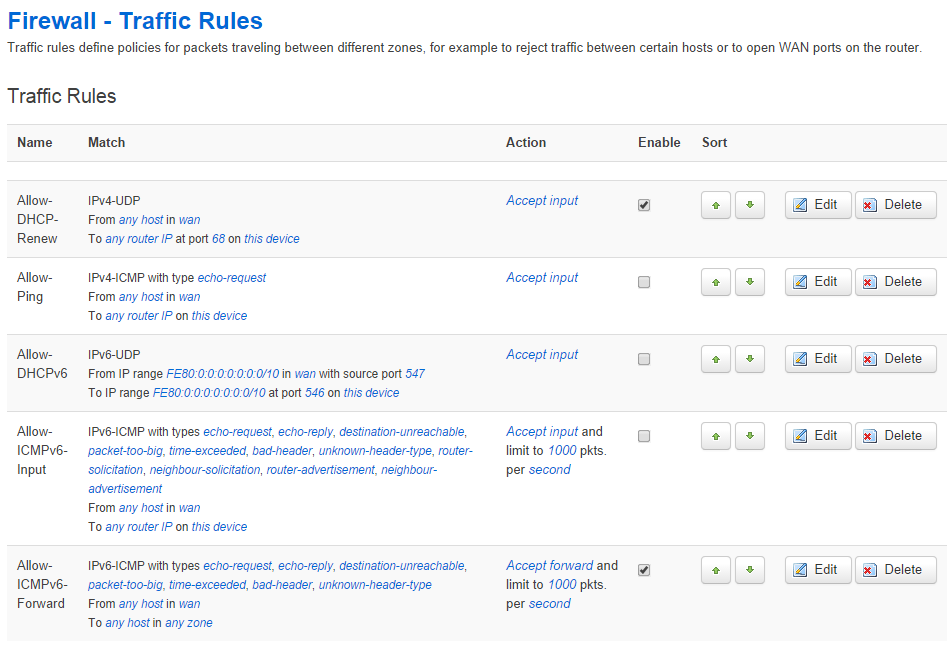 Firewall - Traffic Rules
Traffic rules define policies for packets traveling between different zones, for example to reject traffic between certain hosts or to open WAN ports on the router.
Traffic Rules
Name Match Action Enable Sort
Allow-
DHCP-
Renew
IPv4-UDP
From any host in wan
To any router IP at port 68 on this device
Accept input
Edit Delete
Allow-
Ping
IPv4-ICMP with type echo-request
From any host in wan
To any router IP on this device
Accept input
Edit Delete
Allow-
DHCPv6
IPv6-UDP
From IP range FE80:0:0:0:0:0:0:0/10 in wan with source port 547
To IP range FE80:0:0:0:0:0:0:0/10 at port 546 on this device
Accept input
Edit Delete
Allow-
ICMPv6-
Input
IPv6-ICMP with types echo-request, echo-reply, destination-unreachable,
packet-too-big, time-exceeded, bad-header, unknown-header-type, router-
solicitation, neighbour-solicitation, router-advertisement, neighbour-
advertisement
From any host in wan
To any router IP on this device
Accept input and
limit to 1000 pkts.
per second
Edit Delete
Allow-
ICMPv6-
Forward
IPv6-ICMP with types echo-request, echo-reply, destination-unreachable,
packet-too-big, time-exceeded, bad-header, unknown-header-type
From any host in wan
To any host in any zone
Accept forward and
limit to 1000 pkts.
per second
Edit Delete